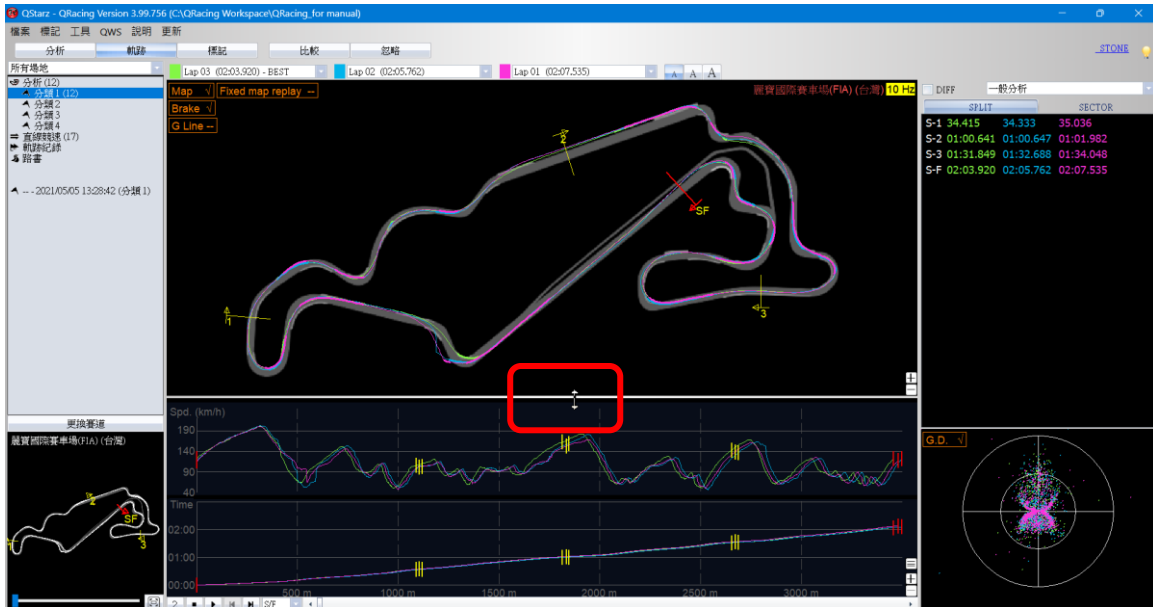 QStarz - QRacing Version 3.99.756 (C:\QRacing Workspace\QRacing_for manual)
檔案 標記 工具 QWS 說明 更新
分析 軌跡 標誌 比較 忽略
_STONE
所有場地
Lap 03 (02:03.920) - BEST
Lap 02 (02:05.762)
Lap 01 (02:07.535)
A A A
分析 (12)
分類 1 (12)
分類 2
分類 3
分類 4
直線競速 (17)
軌跡紀錄
路書
-- - 2021/05/05 13:28:42 (分類 1)
Map √ Fixed map replay --
Brake √
G Line --
麗寶國際賽車場(FIA) (台灣) 10 Hz
2
SF
1
3
DIFF 一般分析
SPLIT SECTOR
S-1 34.415 34.333 35.036
S-2 01:00.641 01:00.647 01:01.982
S-3 01:31.849 01:32.688 01:34.048
S-F 02:03.920 02:05.762 02:07.535
更換賽道
麗寶國際賽車場(FIA) (台灣)
2
SF
1
3
Spd. (km/h)
190
140
90
40
Time
02:00
01:00
00:00
500 m 1000 m 1500 m 2000 m 2500 m 3000 m
G.D. √
2 S/F